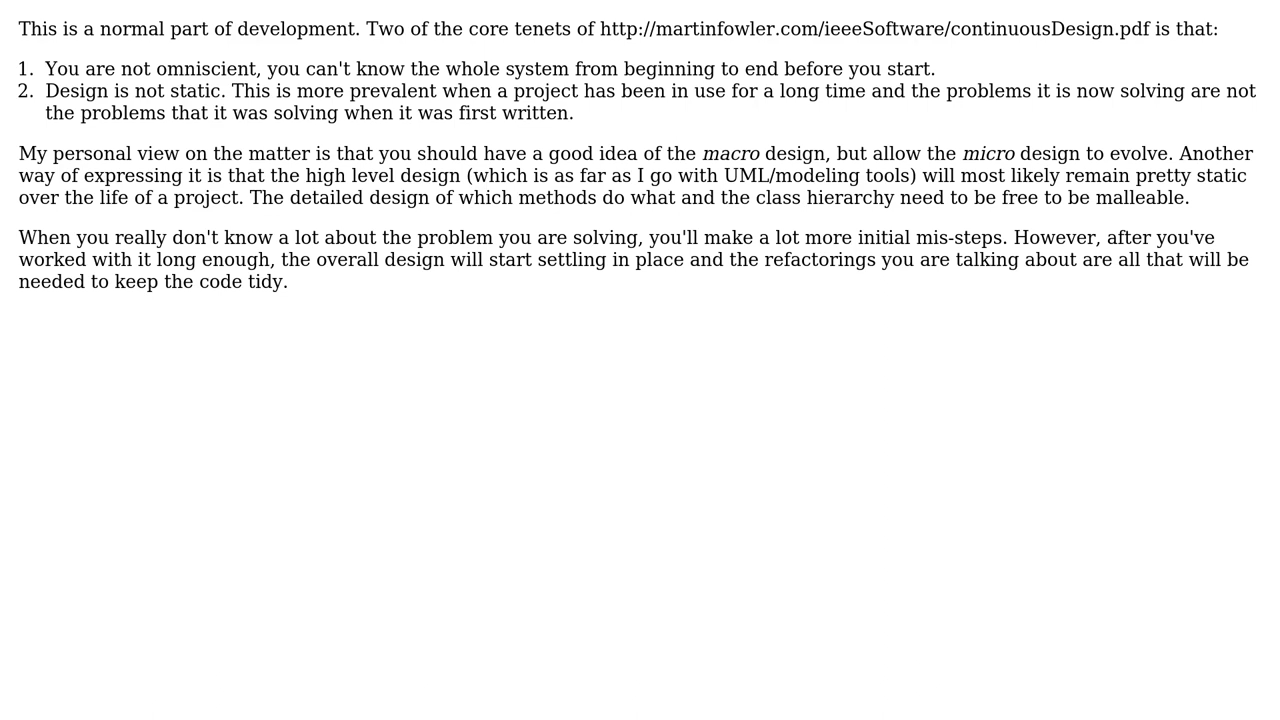 This is a normal part of development. Two of the core tenets of http://martinfowler.com/ieeeSoftware/continuousDesign.pdf is that:
1. You are not omniscient, you can't know the whole system from beginning to end before you start.
2. Design is not static. This is more prevalent when a project has been in use for a long time and the problems it is now solving are not
the problems that it was solving when it was first written.
My personal view on the matter is that you should have a good idea of the macro design, but allow the micro design to evolve. Another
way of expressing it is that the high level design (which is as far as I go with UML/modeling tools) will most likely remain pretty static
over the life of a project. The detailed design of which methods do what and the class hierarchy need to be free to be malleable.
When you really don't know a lot about the problem you are solving, you'll make a lot more initial mis-steps. However, after you've
worked with it long enough, the overall design will start settling in place and the refactorings you are talking about are all that will be
needed to keep the code tidy.